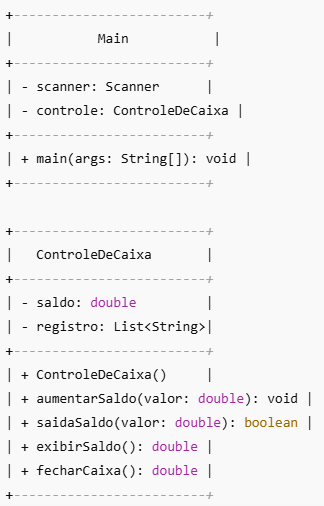 +-------------------------+
|           Main           |
+-------------------------+
| - scanner: Scanner      |
| - controle: ControleDeCaixa |
+-------------------------+
| + main(args: String[]): void |
+-------------------------+

+-------------------------+
|   ControleDeCaixa       |
+-------------------------+
| - saldo: double         |
| - registro: List<String>|
+-------------------------+
| + ControleDeCaixa()     |
| + aumentarSaldo(valor: double): void |
| + saidaSaldo(valor: double): boolean |
| + exibirSaldo(): double |
| + fecharCaixa(): double |
+-------------------------+